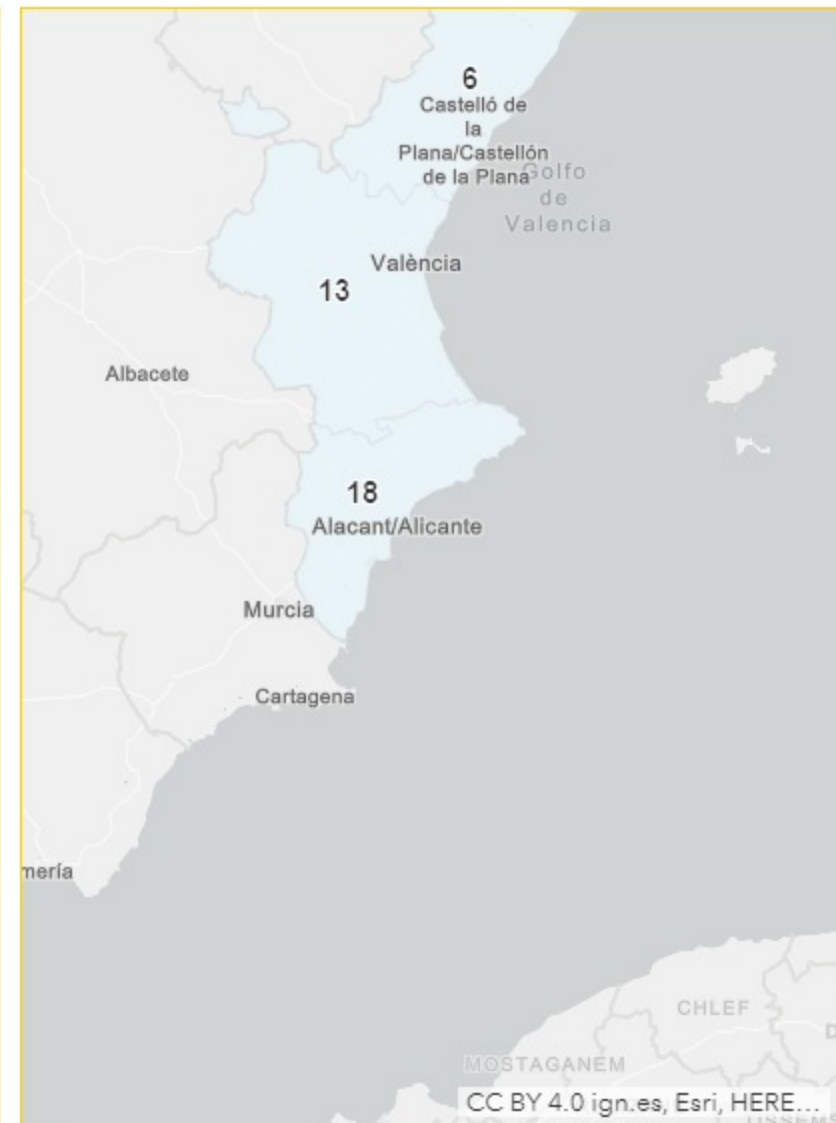 6
Castelló de
la
Plana/Castellón
de la Plana
Golfo
de
Valencia
València
13
Albacete
18
Alacant/Alicante
Murcia
Cartagena
mería
CHLEF
D
MOSTAGANEM
CC BY 4.0 ign.es, Esri, HERE...